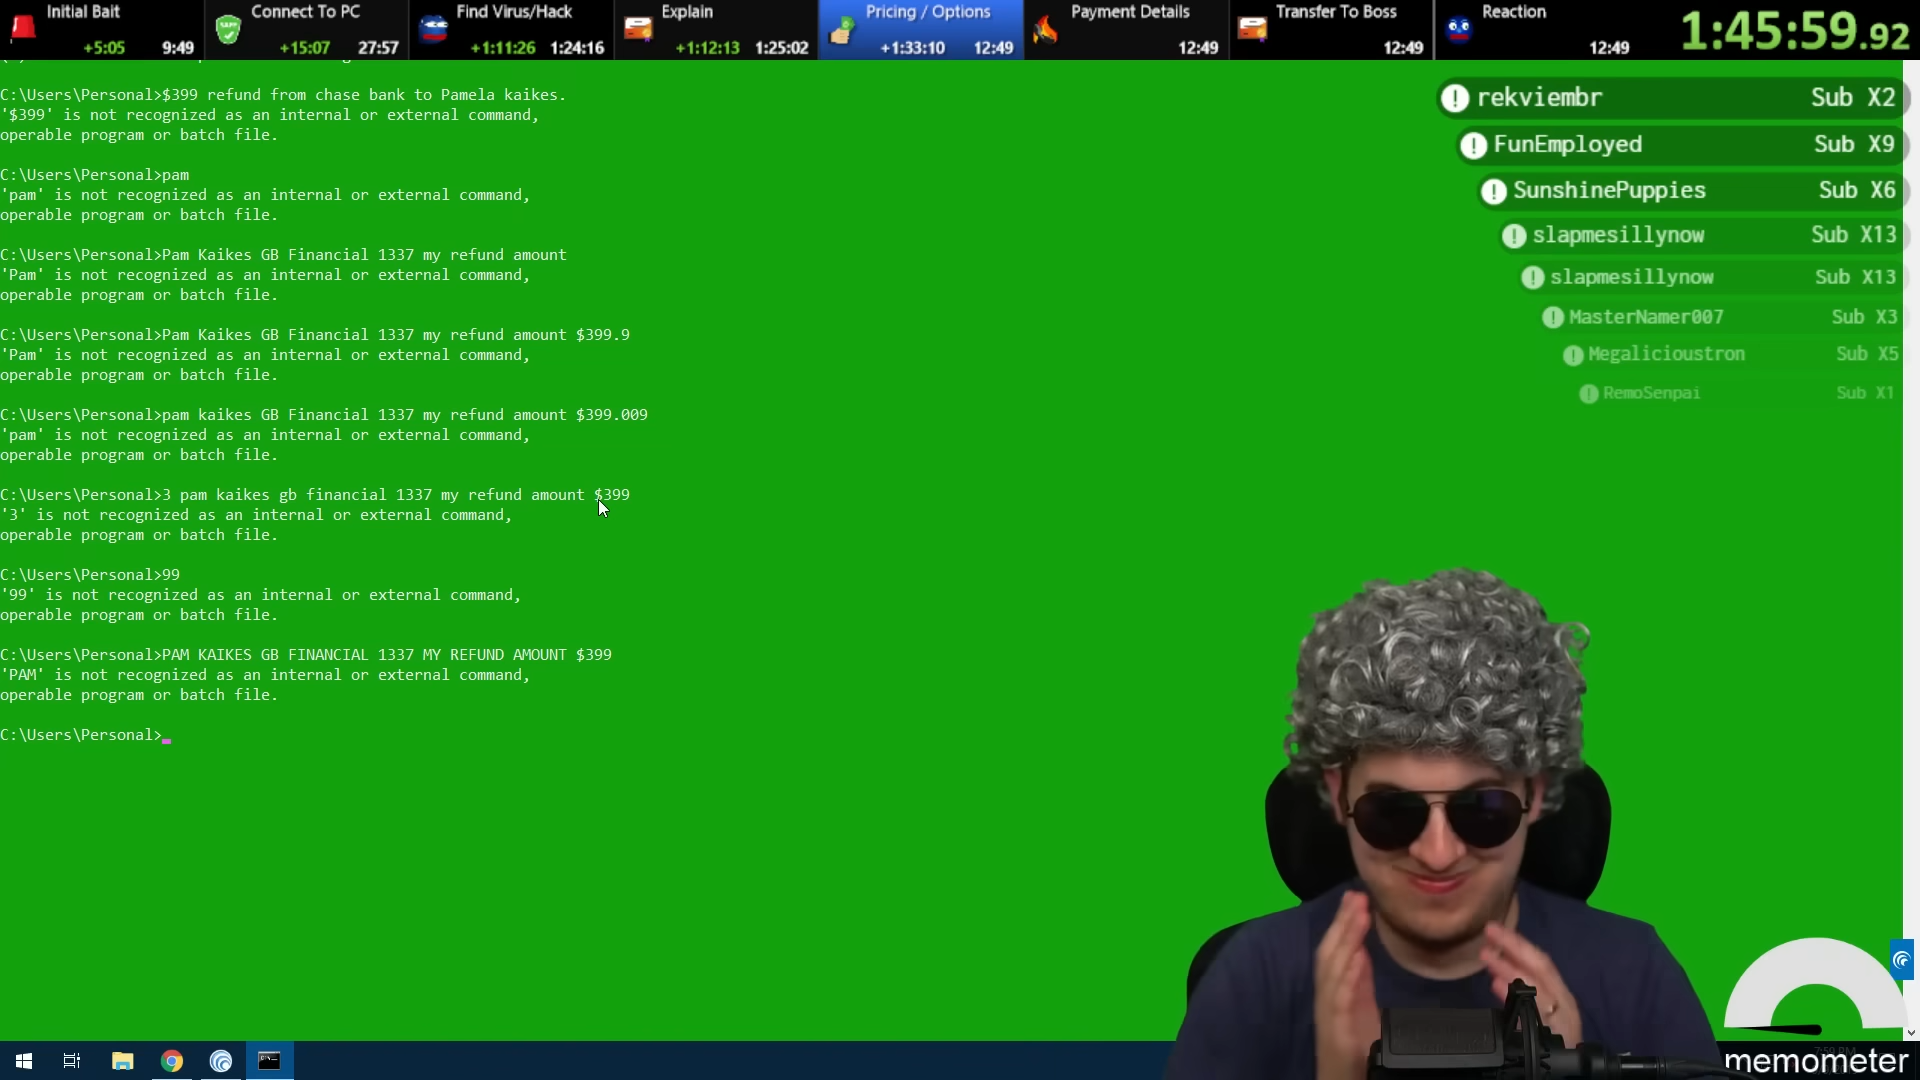 Initial Bait
+5:05 9:49
Connect To PC
+15:07 27:57
Find Virus/Hack
+1:11:26 1:24:16
Explain
+1:12:13 1:25:02
Pricing / Options
+1:33:10 12:49
Payment Details
12:49
Transfer To Boss
12:49
Reaction
12:49
1:45:59.92
C:\Users\Personal>$399 refund from chase bank to Pamela kaikes.
'$399' is not recognized as an internal or external command,
operable program or batch file.
C:\Users\Personal>pam
'pam' is not recognized as an internal or external command,
operable program or batch file.
C:\Users\Personal>Pam Kaikes GB Financial 1337 my refund amount
'Pam' is not recognized as an internal or external command,
operable program or batch file.
C:\Users\Personal>Pam Kaikes GB Financial 1337 my refund amount $399.9
'Pam' is not recognized as an internal or external command,
operable program or batch file.
C:\Users\Personal>pam kaikes GB Financial 1337 my refund amount $399.009
'pam' is not recognized as an internal or external command,
operable program or batch file.
C:\Users\Personal>3 pam kaikes gb financial 1337 my refund amount $399
'3' is not recognized as an internal or external command,
operable program or batch file.
C:\Users\Personal>99
'99' is not recognized as an internal or external command,
operable program or batch file.
C:\Users\Personal>PAM KAIKES GB FINANCIAL 1337 MY REFUND AMOUNT $399
'PAM' is not recognized as an internal or external command,
operable program or batch file.
C:\Users\Personal>
rekviembr Sub X2
FunEmployed Sub X9
SunshinePuppies Sub X6
slapmesillynow Sub X13
slapmesillynow Sub X13
MasterNamer007 Sub X3
Megalicioustron Sub X5
RemoSenpai Sub X1
memometer